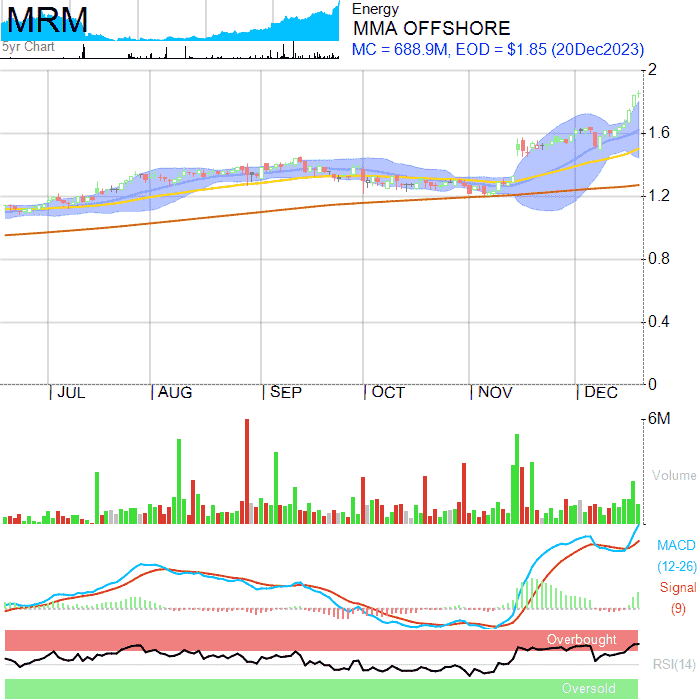 MRM
5yr Chart
Energy
MMA OFFSHORE
MC = 688.9M, EOD = $1.85 (20Dec2023)
2
1.6
1.2
0.8
0.4
0
JUL AUG SEP OCT NOV DEC
6M
Volume
MACD
(12-26)
Signal
(9)
Overbought
RSI(14)
Oversold